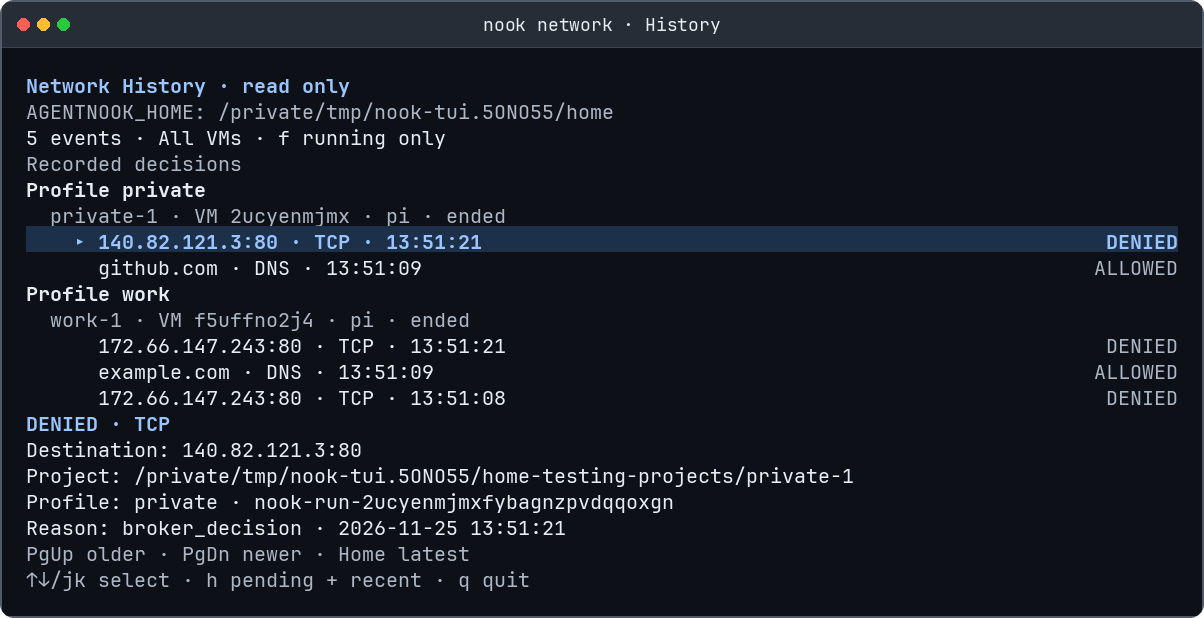 nook network · History
Network History · read only
AGENTNOOK_HOME: /private/tmp/nook-tui.5ONO55/home
5 events · All VMs · f running only
Recorded decisions
Profile private
private-1 · VM 2ucyenmjmx · pi · ended
▸ 140.82.121.3:80 · TCP · 13:51:21 DENIED
github.com · DNS · 13:51:09 ALLOWED
Profile work
work-1 · VM f5uffno2j4 · pi · ended
172.66.147.243:80 · TCP · 13:51:21 DENIED
example.com · DNS · 13:51:09 ALLOWED
172.66.147.243:80 · TCP · 13:51:08 DENIED
DENIED · TCP
Destination: 140.82.121.3:80
Project: /private/tmp/nook-tui.5ONO55/home-testing-projects/private-1
Profile: private · nook-run-2ucyenmjmxfybagnzpvdqqoxgn
Reason: broker_decision · 2026-11-25 13:51:21
PgUp older · PgDn newer · Home latest
↑↓/jk select · h pending + recent · q quit